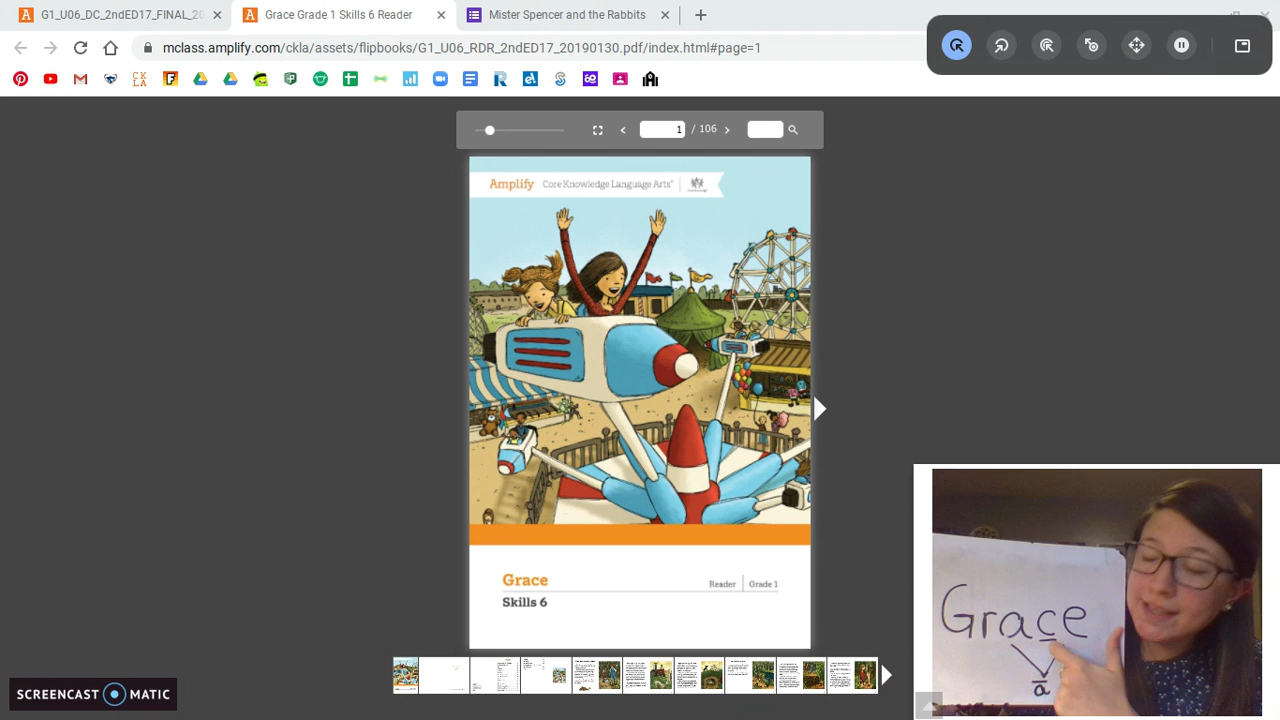 G1_U06_DC_2ndED17_FINAL_20
Grace Grade 1 Skills 6 Reader
Mister Spencer and the Rabbits
mclass.amplify.com/ckla/assets/flipbooks/G1_U06_RDR_2ndED17_20190130.pdf/index.html#page=1
CK
LA
1 / 106
Amplify Core Knowledge Language Arts®
Grace
Reader Grade 1
Skills 6
Grace
ā
SCREENCAST MATIC